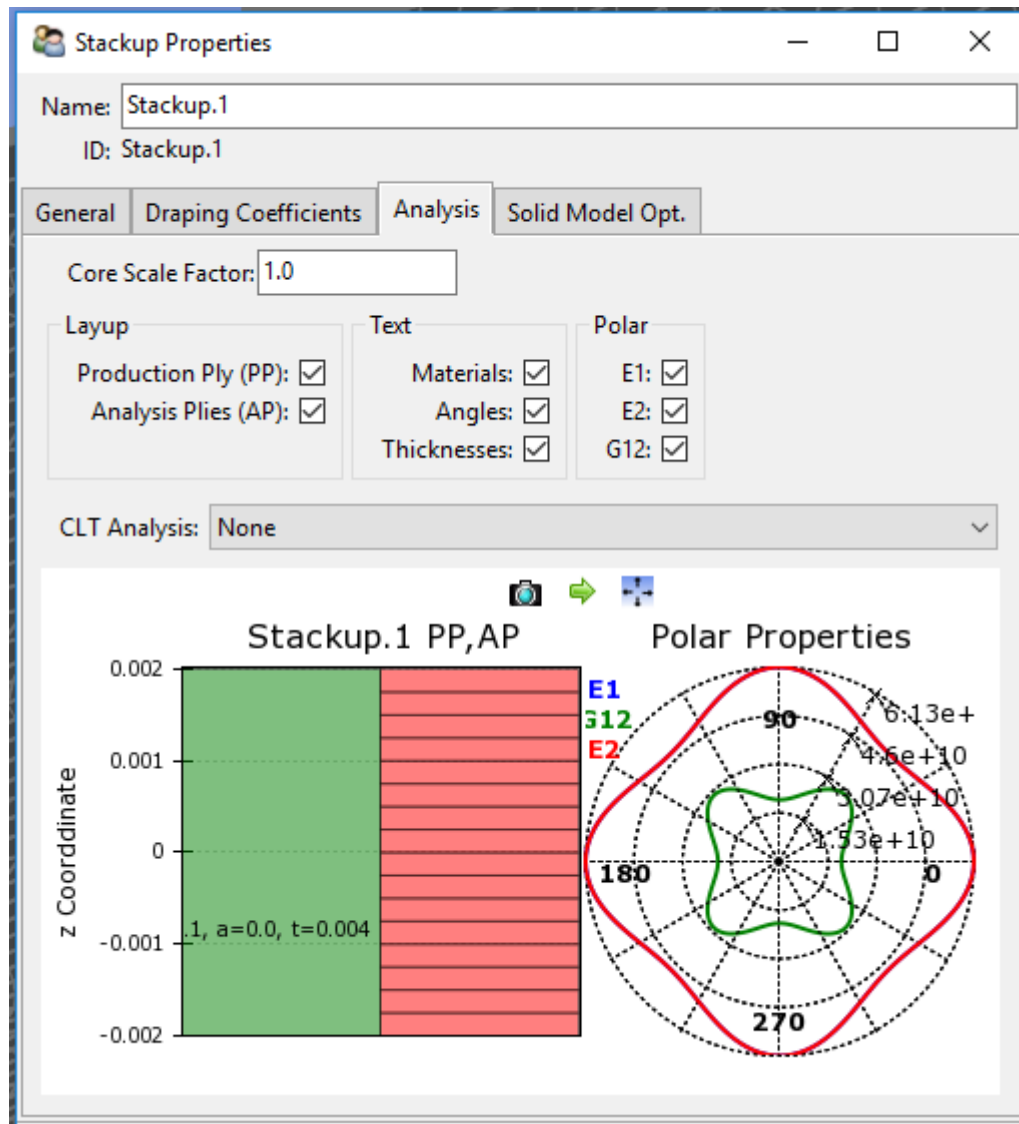 Stackup Properties
Name: Stackup.1
ID: Stackup.1
General Draping Coefficients Analysis Solid Model Opt.
Core Scale Factor: 1.0
Layup Text Polar
Production Ply (PP): Materials: E1:
Analysis Plies (AP): Angles: E2:
Thicknesses: G12:
CLT Analysis: None
Stackup.1 PP,AP Polar Properties
z Coorddinate
0.002
0.001
0
-0.001
-0.002
.1, a=0.0, t=0.004
E1
G12
E2
90
180
0
270
6.13e+
4.6e+10
3.07e+10
1.53e+10